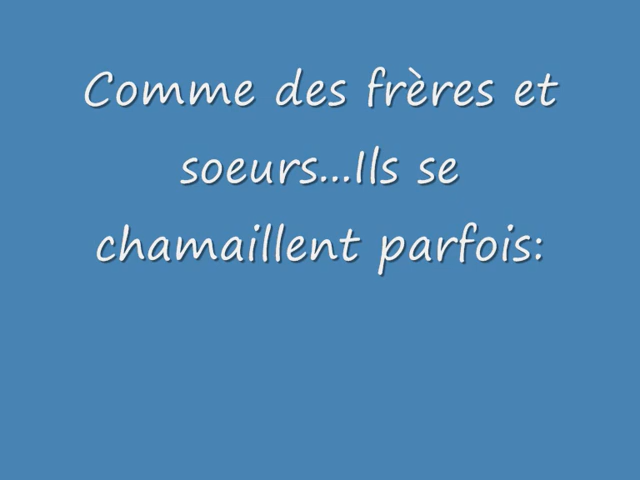 Comme des frères et
soeurs...Ils se
chamaillent parfois: